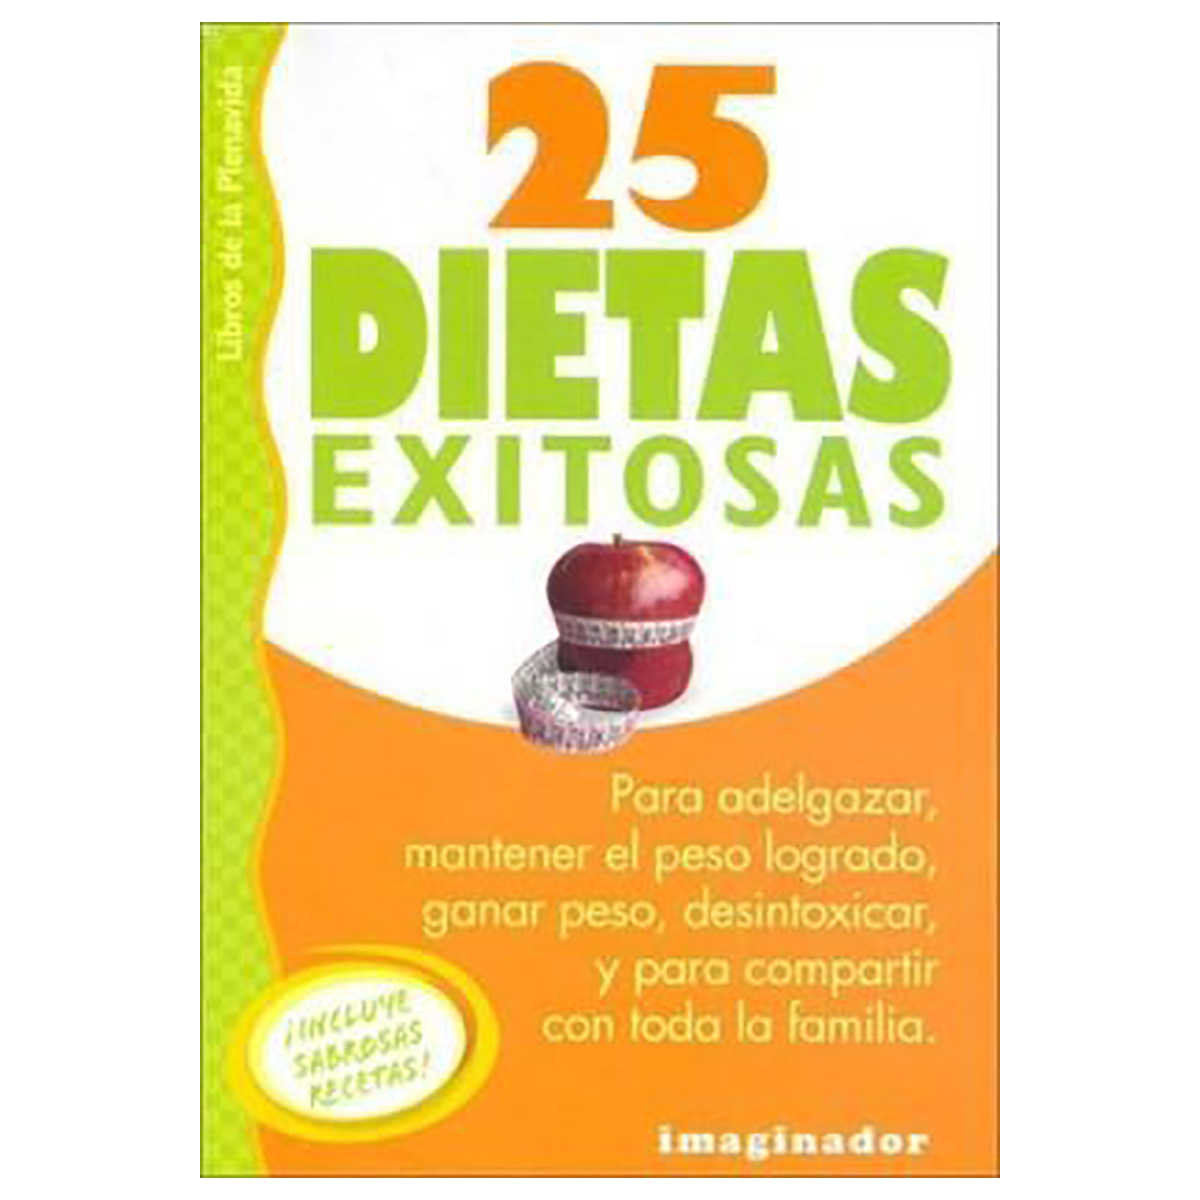 Libros de la Plenavida
25
DIETAS
EXITOSAS
Para adelgazar,
mantener el peso logrado,
ganar peso, desintoxicar,
y para compartir
con toda la familia.
¡INCLUYE
SABROSAS
RECETAS!
imaginador